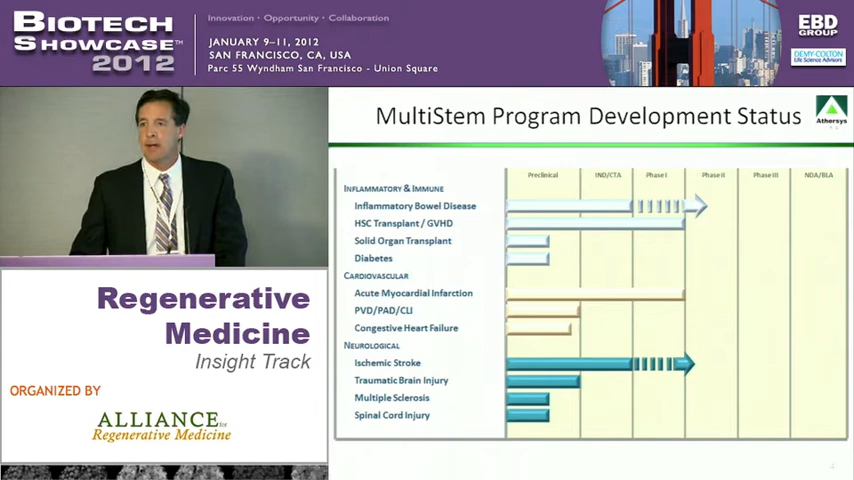 BIOTECH
SHOWCASE™
2012
Innovation · Opportunity · Collaboration
JANUARY 9–11, 2012
SAN FRANCISCO, CA, USA
Parc 55 Wyndham San Francisco - Union Square
EBD
GROUP
DEMY-COLTON
Life Science Advisors
MultiStem Program Development Status
Athersys
Preclinical IND/CTA Phase I Phase II Phase III NDA/BLA
INFLAMMATORY & IMMUNE
Inflammatory Bowel Disease
HSC Transplant / GVHD
Solid Organ Transplant
Diabetes
CARDIOVASCULAR
Acute Myocardial Infarction
PVD/PAD/CLI
Congestive Heart Failure
NEUROLOGICAL
Ischemic Stroke
Traumatic Brain Injury
Multiple Sclerosis
Spinal Cord Injury
4
Regenerative
Medicine
Insight Track
ORGANIZED BY
ALLIANCE for
Regenerative Medicine